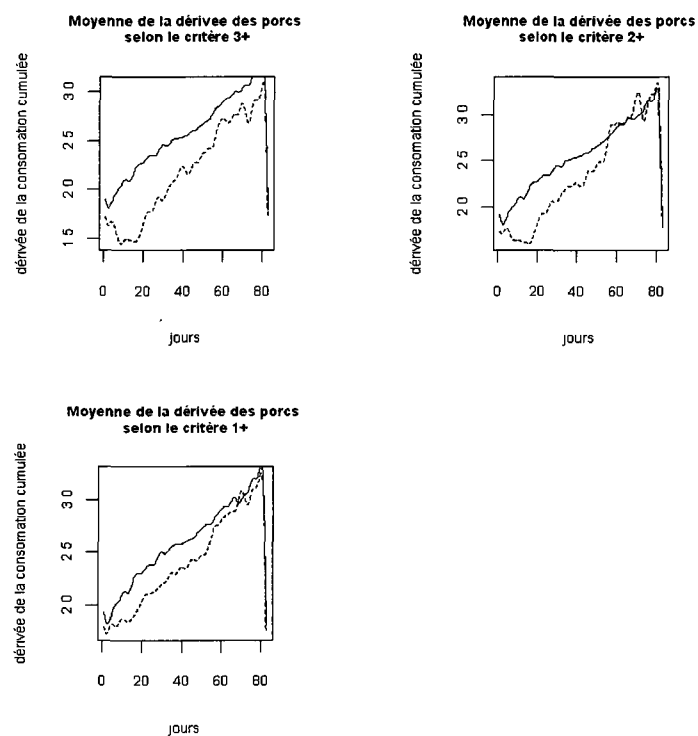 Moyenne de la dérivee des porcs
selon le critère 3+
dérivée de la consomation cumulée
3 0
2.5
2 0
1 5
0 20 40 60 80
jours
Moyenne de la dérivée des porcs
selon le critère 2+
dérivée de la consomation cumulée
3 0
2 5
2 0
0 20 40 60 80
jours
Moyenne de la dérivée des porcs
selon le critère 1+
dérivée de la consomation cumulée
3 0
2 5
2 0
0 20 40 60 80
jours